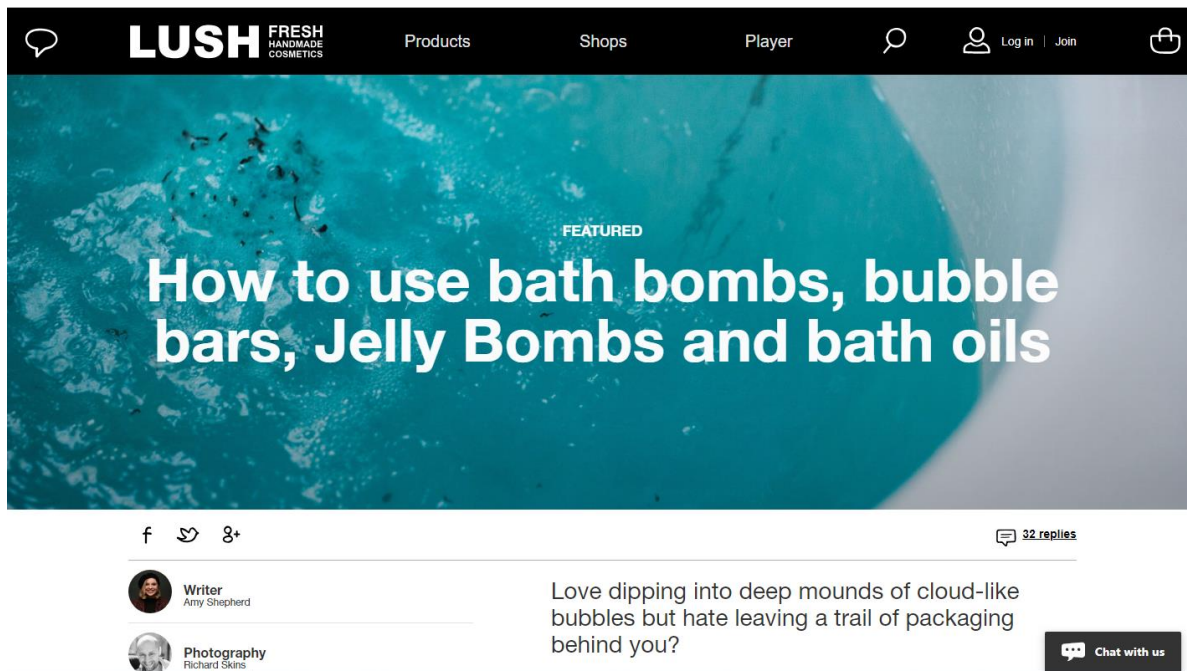 LUSH FRESH
HANDMADE
COSMETICS
Products
Shops
Player
Log in | Join
FEATURED
How to use bath bombs, bubble
bars, Jelly Bombs and bath oils
f
8+
32 replies
Writer
Amy Shepherd
Photography
Richard Skins
Love dipping into deep mounds of cloud-like
bubbles but hate leaving a trail of packaging
behind you?
Chat with us